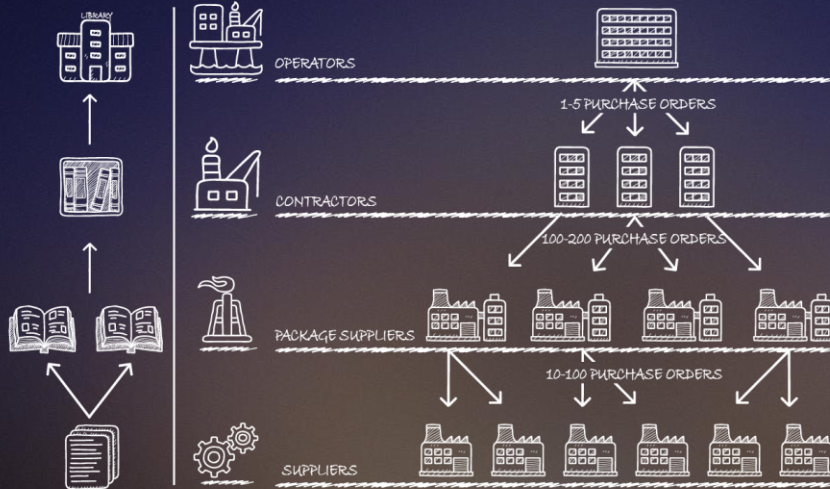 LIBRARY
OPERATORS
1-5 PURCHASE ORDERS
CONTRACTORS
100-200 PURCHASE ORDERS
PACKAGE SUPPLIERS
10-100 PURCHASE ORDERS
SUPPLIERS